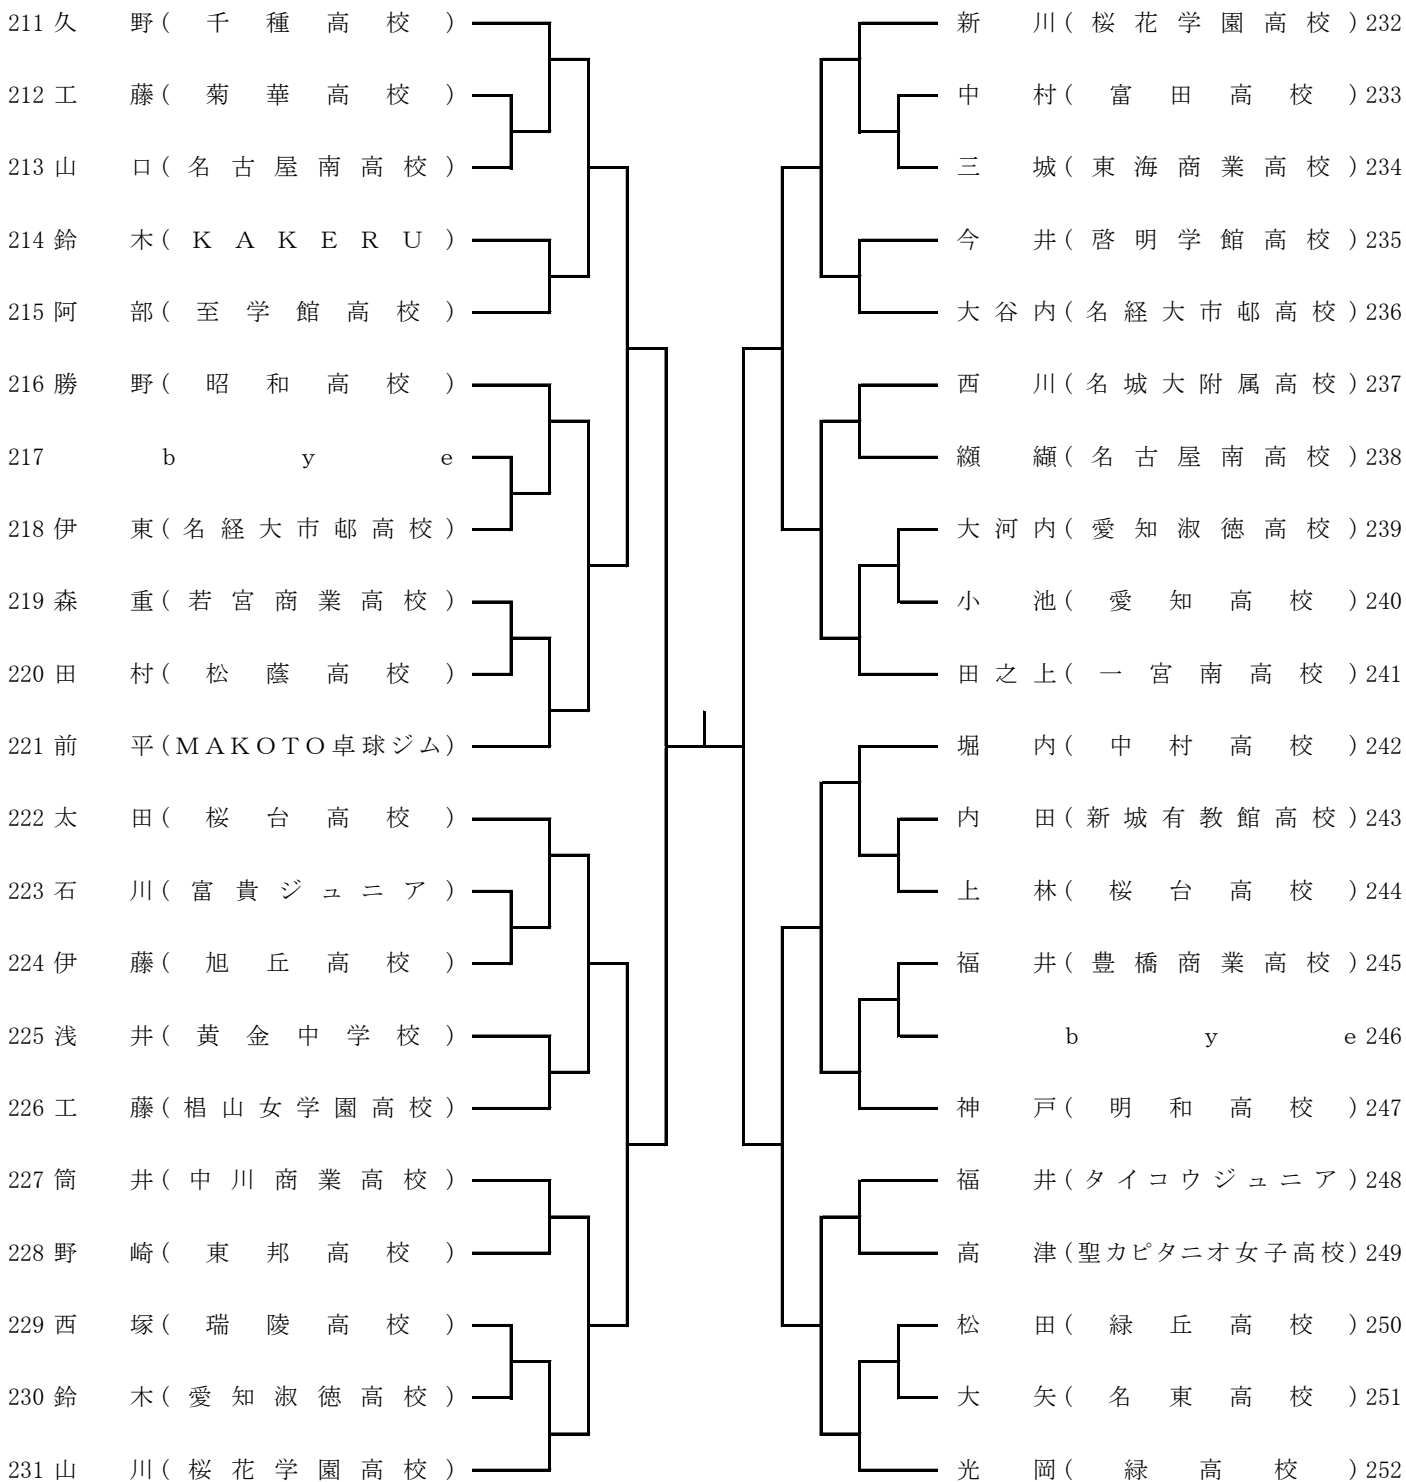 211 久野(千種高校)
212 工藤(菊華高校)
213 山口(名古屋南高校)
214 鈴木(KAKERU)
215 阿部(至学館高校)
216 勝野(昭和高校)
217 bye
218 伊東(名経大市邨高校)
219 森重(若宮商業高校)
220 田村(松蔭高校)
221 前平(MAKOTO卓球ジム)
222 太田(桜台高校)
223 石川(富貴ジュニア)
224 伊藤(旭丘高校)
225 浅井(黄金中学校)
226 工藤(椙山女学園高校)
227 筒井(中川商業高校)
228 野崎(東邦高校)
229 西塚(瑞陵高校)
230 鈴木(愛知淑徳高校)
231 山川(桜花学園高校)
新川(桜花学園高校)232
中村(富田高校)233
三城(東海商業高校)234
今井(啓明学館高校)235
大谷内(名経大市邨高校)236
西川(名城大附属高校)237
纐纈(名古屋南高校)238
大河内(愛知淑徳高校)239
小池(愛知高校)240
田之上(一宮南高校)241
堀内(中村高校)242
内田(新城有教館高校)243
上林(桜台高校)244
福井(豊橋商業高校)245
bye 246
神戸(明和高校)247
福井(タイコウジュニア)248
高津(聖カピタニオ女子高校)249
松田(緑丘高校)250
大矢(名東高校)251
光岡(緑高校)252